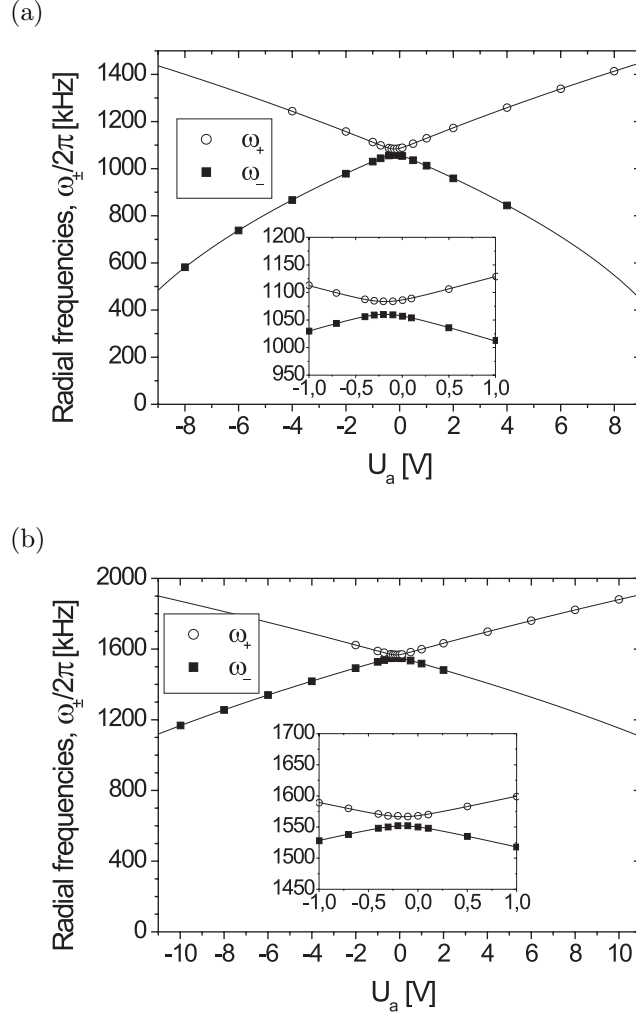 (a)
Radial frequencies, ω±/2π [kHz]
1400
1200
1000
800
600
400
200
0
ω+
ω−
1200
1150
1100
1050
1000
950
-1,0 -0,5 0,0 0,5 1,0
-8 -6 -4 -2 0 2 4 6 8
Ua [V]
(b)
Radial frequencies, ω±/2π [kHz]
2000
1600
1200
800
400
0
ω+
ω−
1700
1650
1600
1550
1500
1450
-1,0 -0,5 0,0 0,5 1,0
-10 -8 -6 -4 -2 0 2 4 6 8 10
Ua [V]